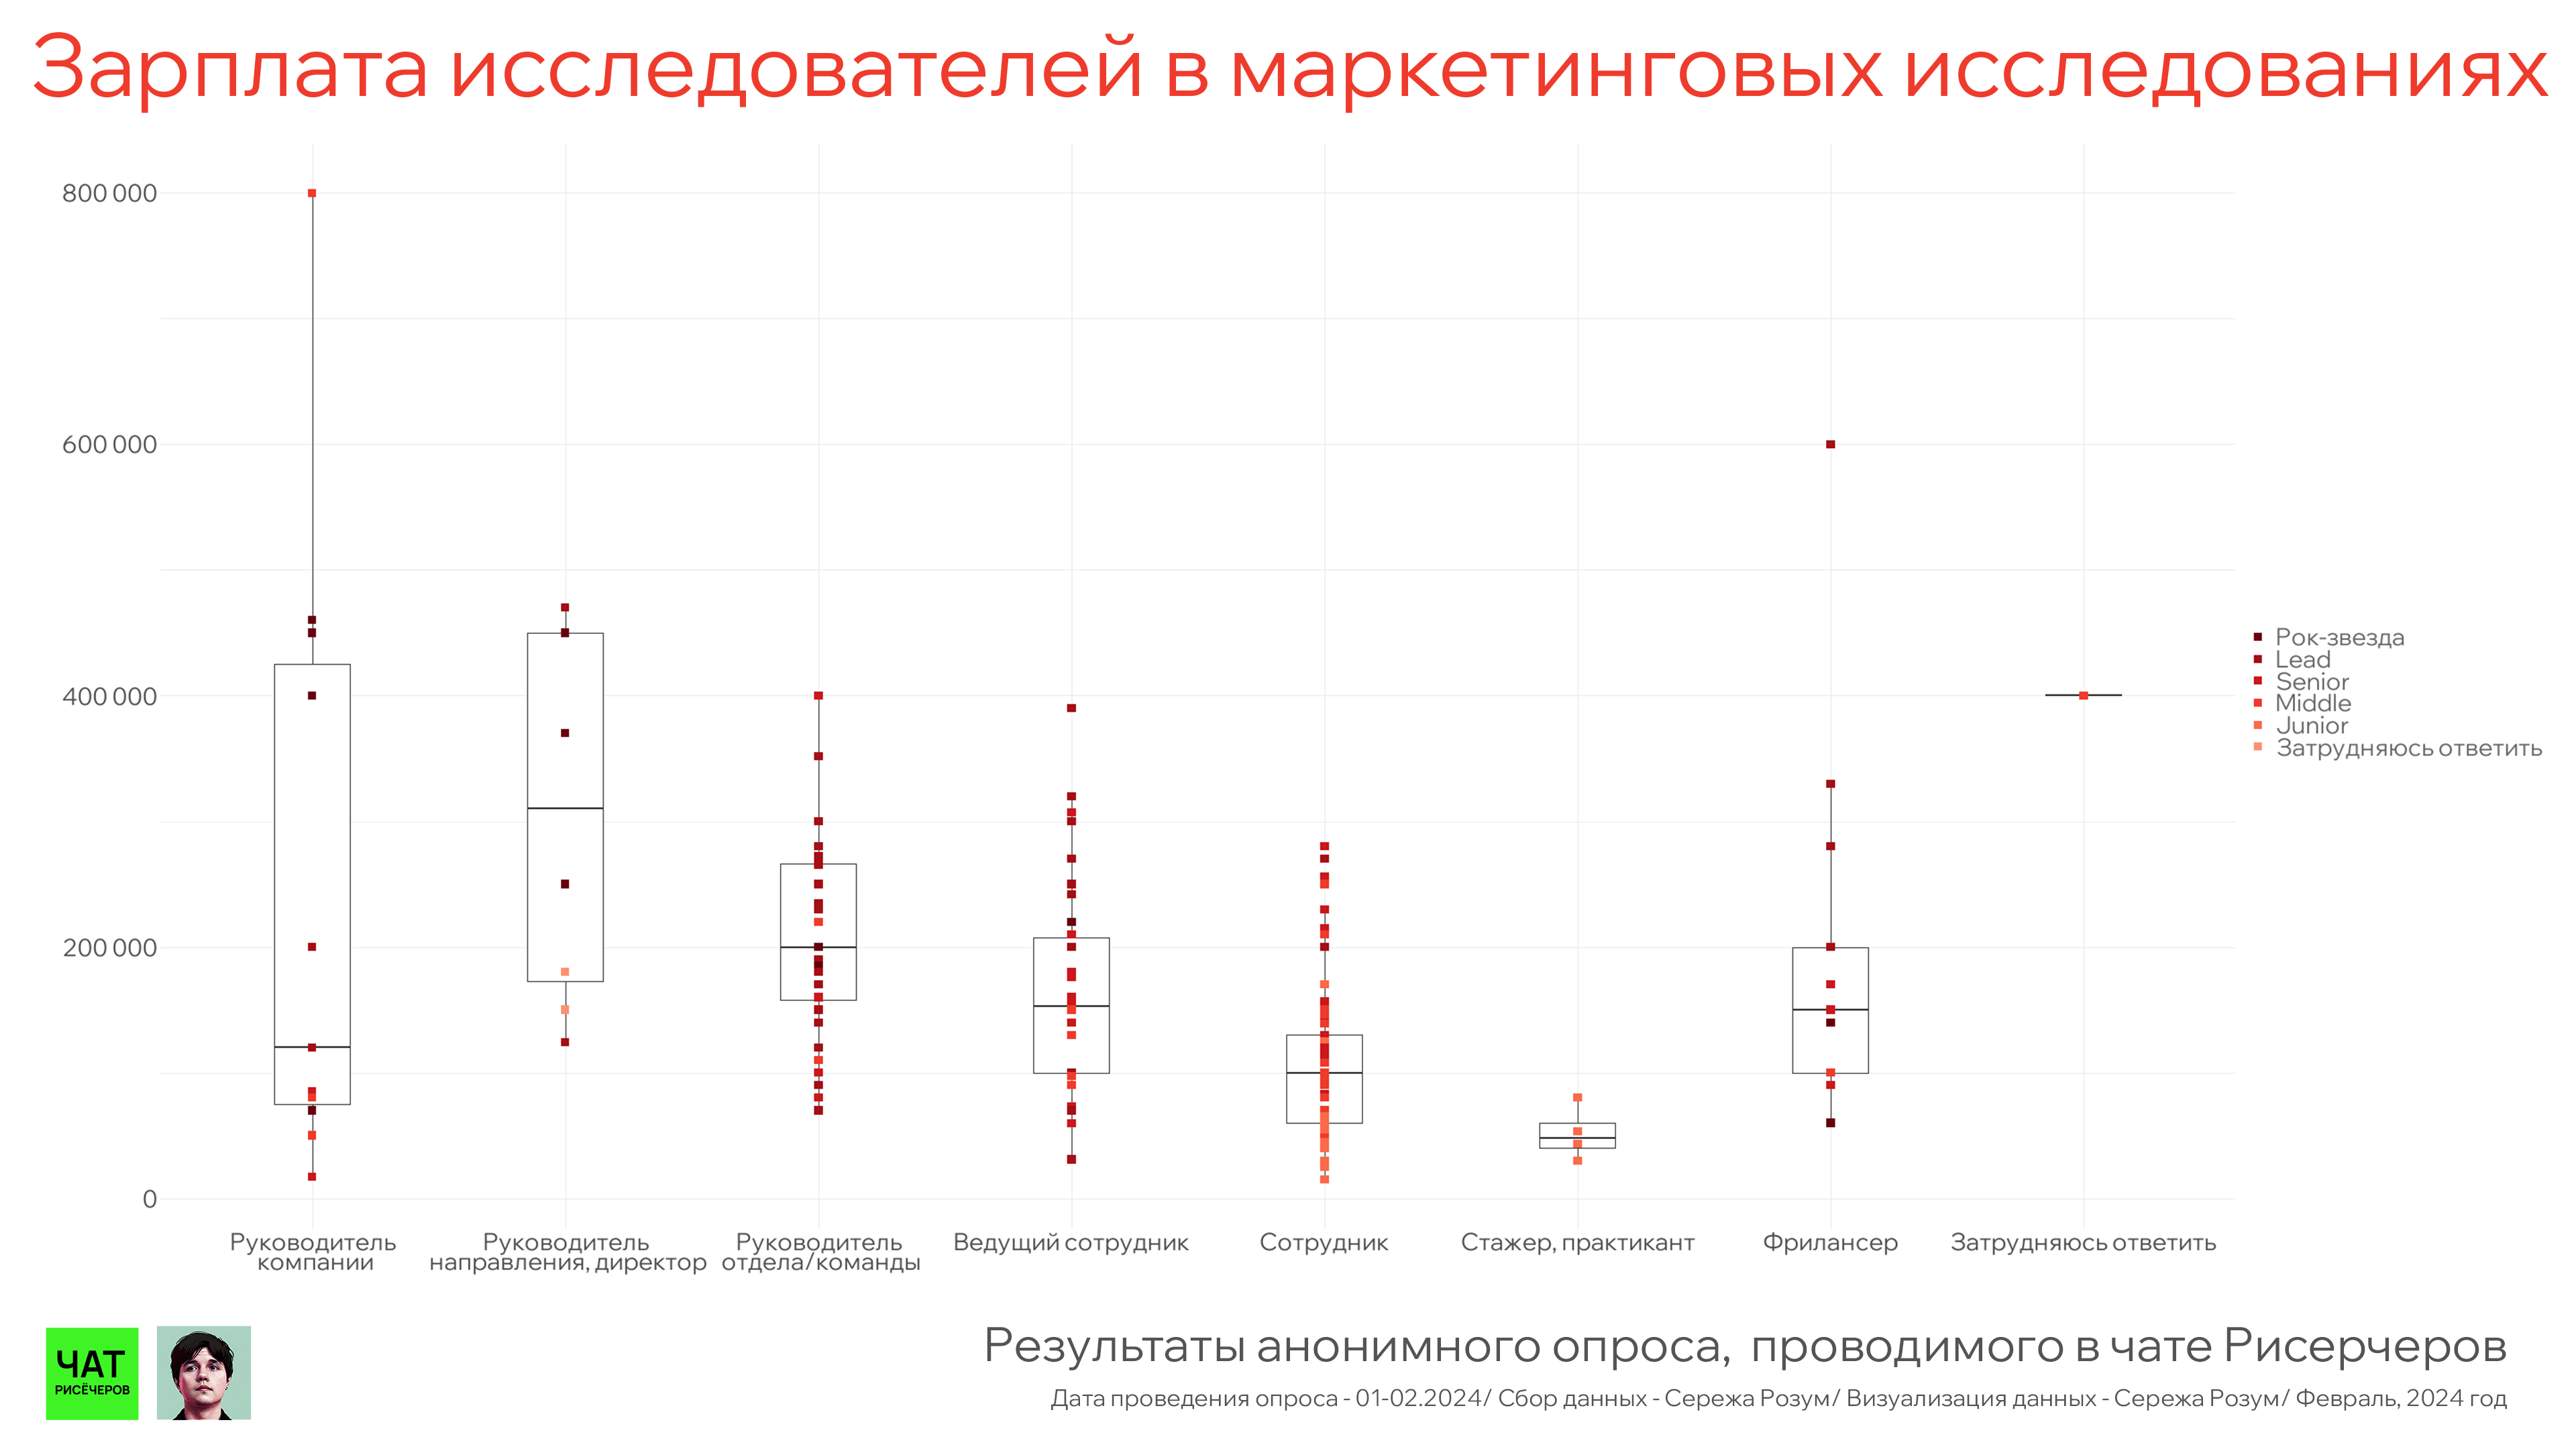 Зарплата исследователей в маркетинговых исследованиях
800 000
600 000
400 000
200 000
0
Рок-звезда
Lead
Senior
Middle
Junior
Затрудняюсь ответить
Руководитель
компании
Руководитель
направления, директор
Руководитель
отдела/команды
Ведущий сотрудник
Сотрудник
Стажер, практикант
Фрилансер
Затрудняюсь ответить
ЧАТ
РИСЁЧЕРОВ
Результаты анонимного опроса, проводимого в чате Рисерчеров
Дата проведения опроса - 01-02.2024/ Сбор данных - Сережа Розум/ Визуализация данных - Сережа Розум/ Февраль, 2024 год